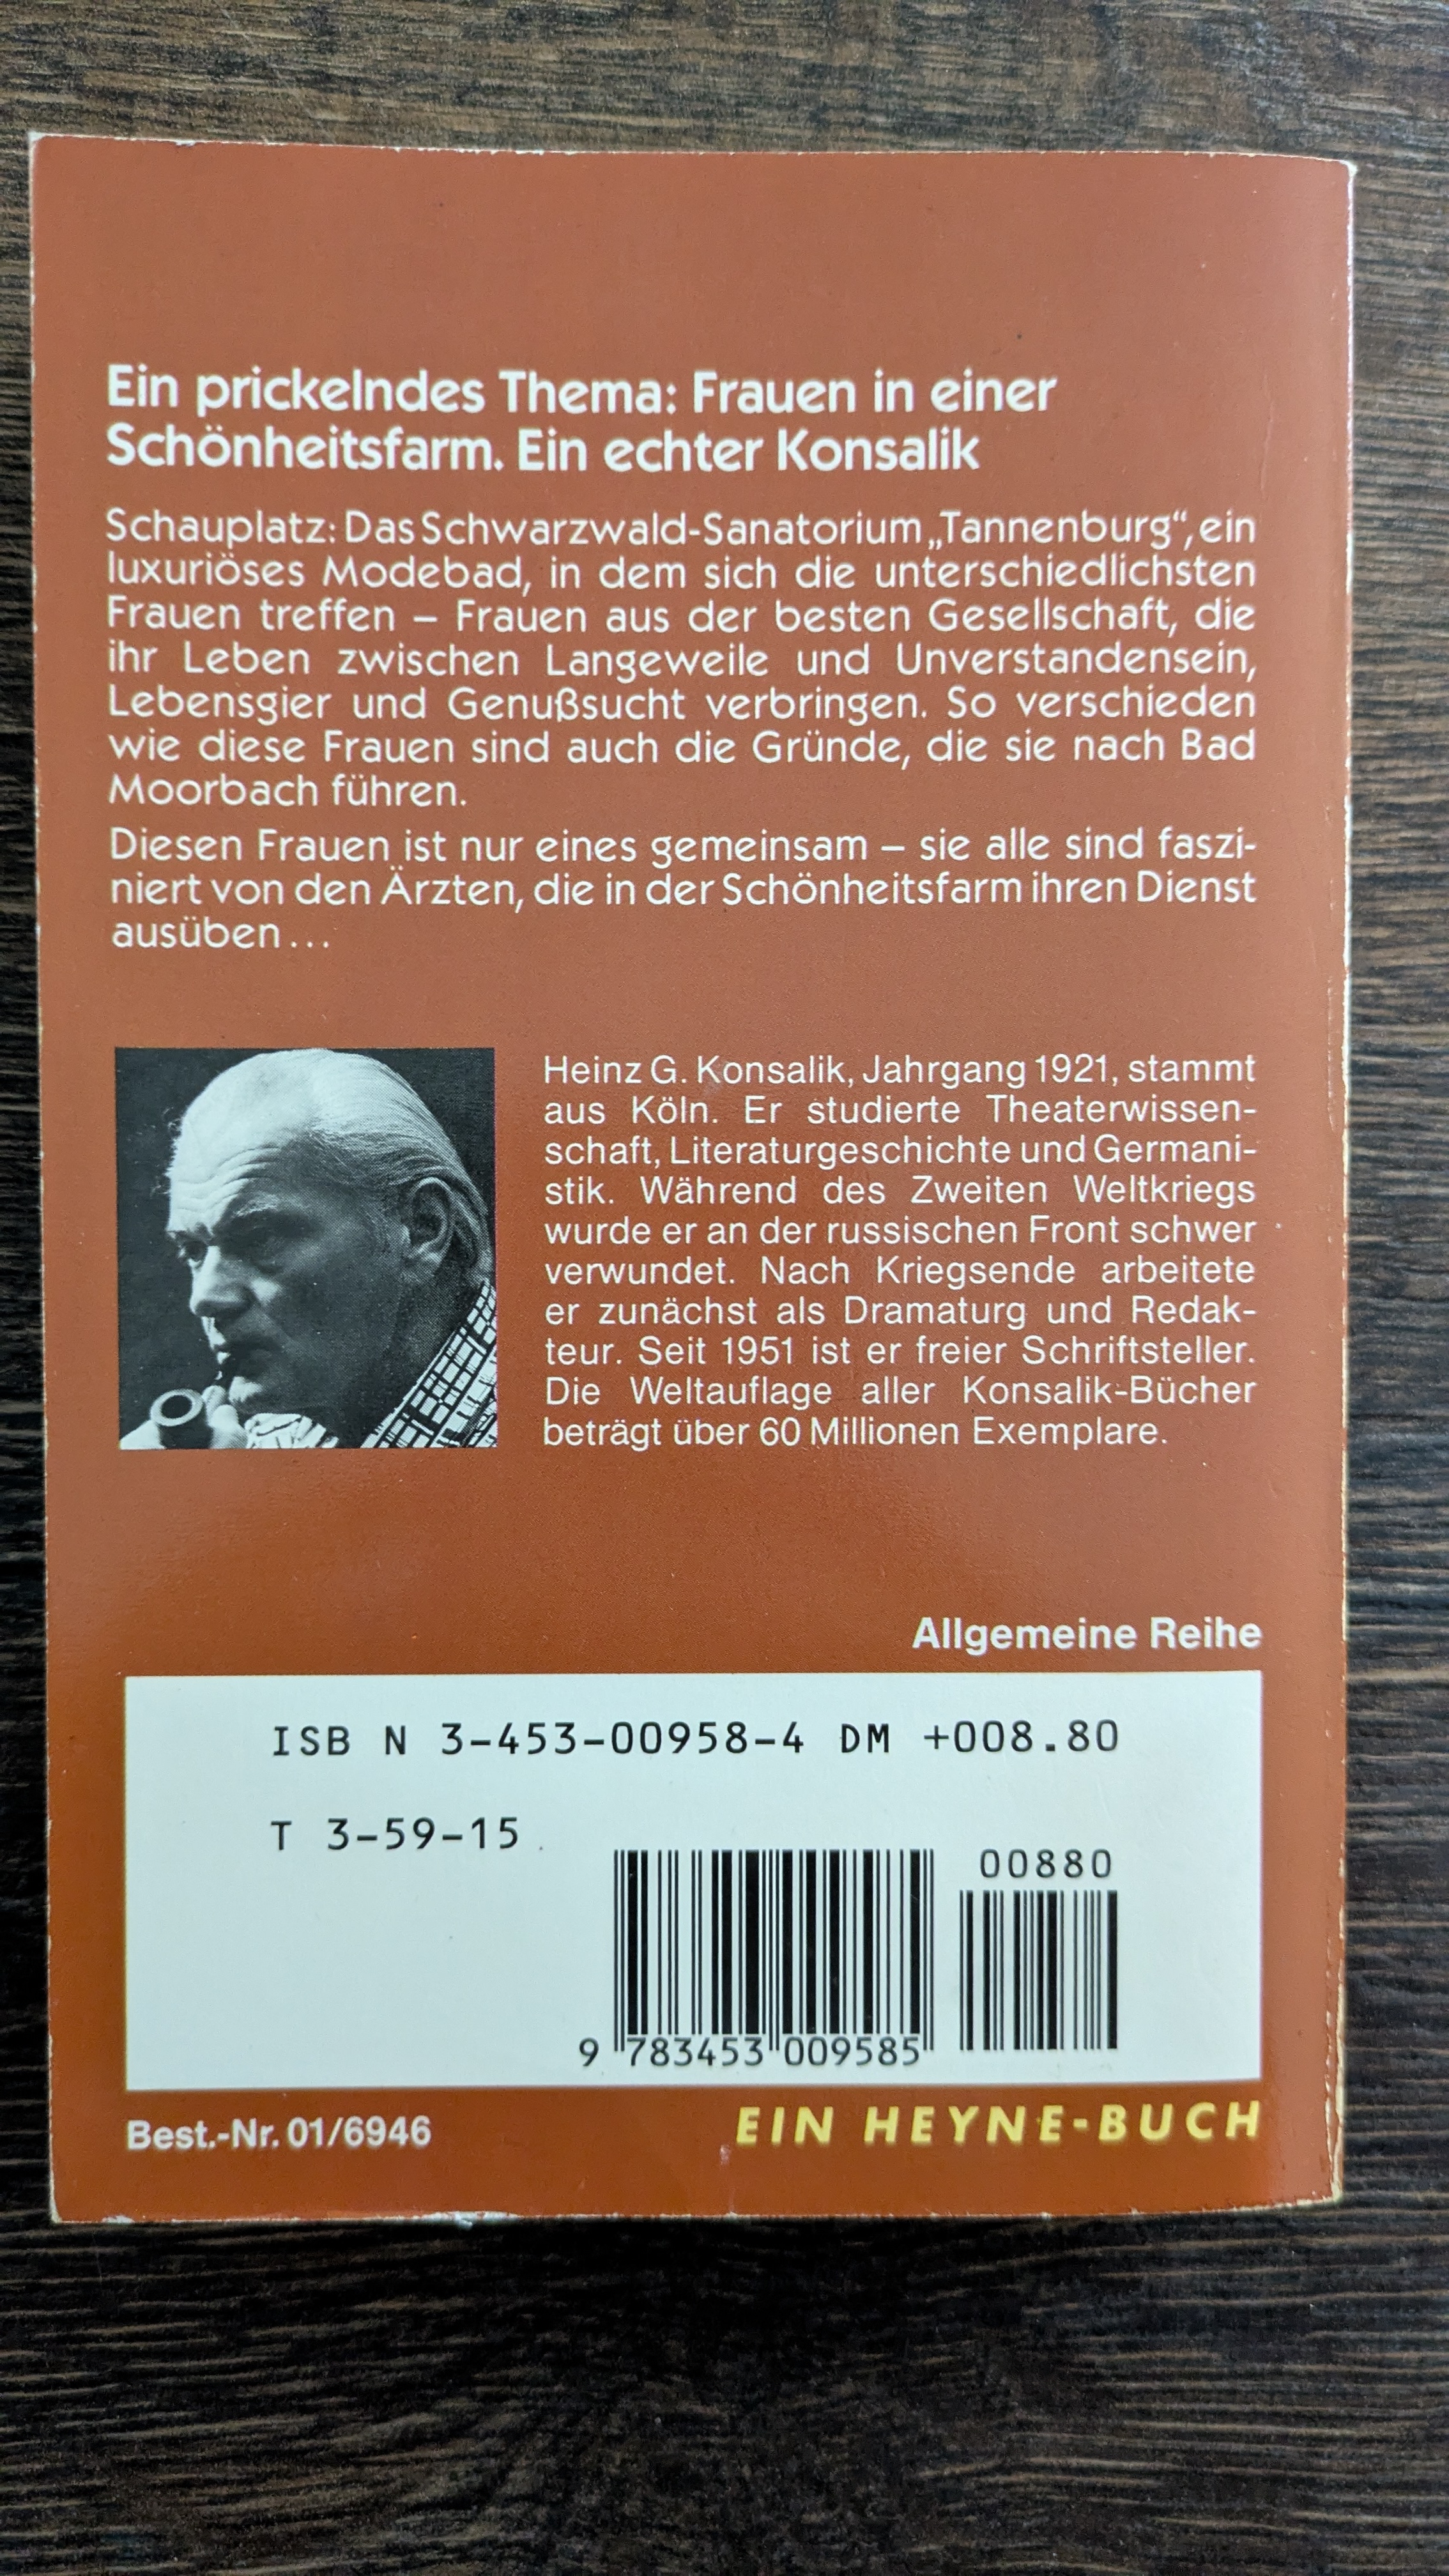 Ein prickelndes Thema: Frauen in einer
Schönheitsfarm. Ein echter Konsalik
Schauplatz: Das Schwarzwald-Sanatorium „Tannenburg“, ein
luxuriöses Modebad, in dem sich die unterschiedlichsten
Frauen treffen – Frauen aus der besten Gesellschaft, die
ihr Leben zwischen Langeweile und Unverstandensein,
Lebensgier und Genußsucht verbringen. So verschieden
wie diese Frauen sind auch die Gründe, die sie nach Bad
Moorbach führen.
Diesen Frauen ist nur eines gemeinsam – sie alle sind faszi-
niert von den Ärzten, die in der Schönheitsfarm ihren Dienst
ausüben...
Heinz G. Konsalik, Jahrgang 1921, stammt
aus Köln. Er studierte Theaterwissen-
schaft, Literaturgeschichte und Germani-
stik. Während des Zweiten Weltkriegs
wurde er an der russischen Front schwer
verwundet. Nach Kriegsende arbeitete
er zunächst als Dramaturg und Redak-
teur. Seit 1951 ist er freier Schriftsteller.
Die Weltauflage aller Konsalik-Bücher
beträgt über 60 Millionen Exemplare.
Allgemeine Reihe
ISB N 3-453-00958-4 DM +008.80
T 3-59-15
00880
9 783453 009585
Best.-Nr. 01/6946
EIN HEYNE-BUCH